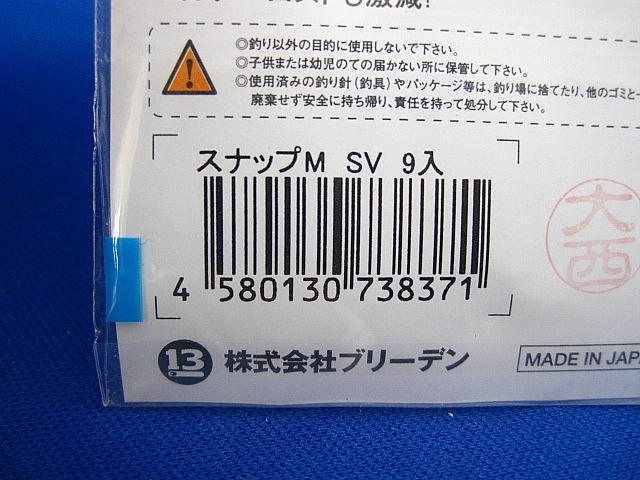 ◎釣り以外の目的に使用しないで下さい。
◎子供または幼児のての届かない所に保管して下さい。
◎使用済みの釣り針（釣具）やパッケージ等は、釣り場に捨てたり、他のゴミと一
廃棄せず安全に持ち帰り、責任を持って処分して下さい。
スナップM SV 9入
4 580130 738371
大西
13 株式会社ブリーデン
MADE IN JAPA